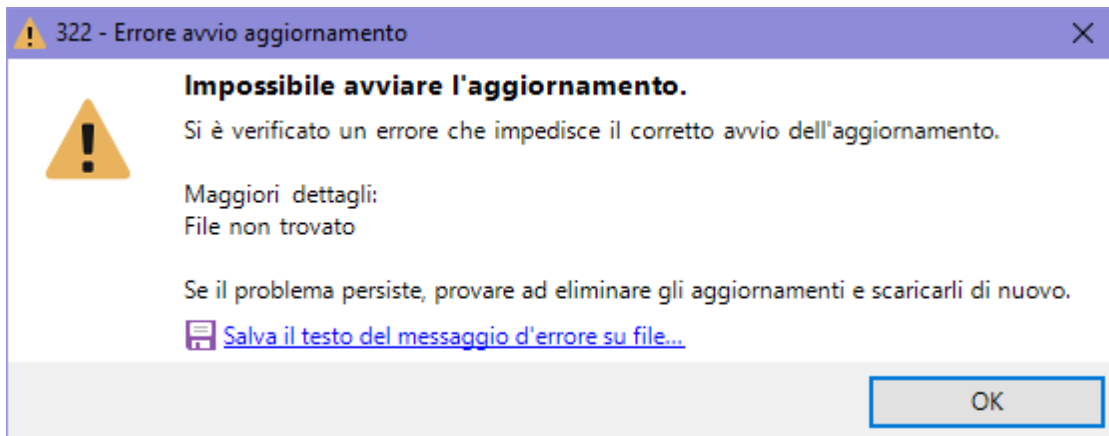 322 - Errore avvio aggiornamento
Impossibile avviare l'aggiornamento.
Si è verificato un errore che impedisce il corretto avvio dell'aggiornamento.
Maggiori dettagli:
File non trovato
Se il problema persiste, provare ad eliminare gli aggiornamenti e scaricarli di nuovo.
Salva il testo del messaggio d'errore su file...
OK